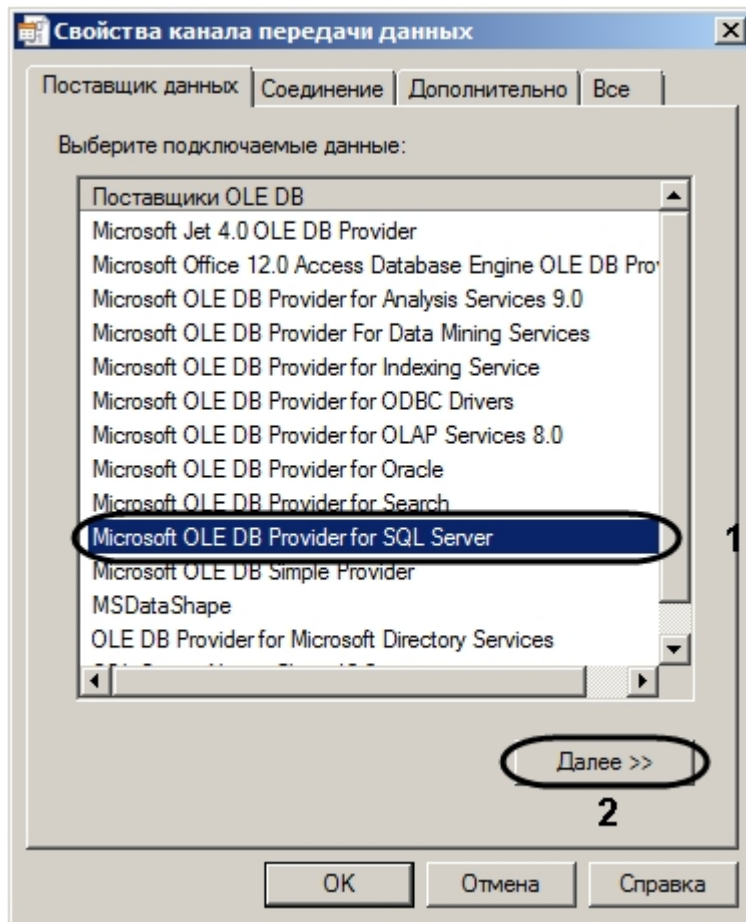 Свойства канала передачи данных
Поставщик данных Соединение Дополнительно Все
Выберите подключаемые данные:
Поставщики OLE DB
Microsoft Jet 4.0 OLE DB Provider
Microsoft Office 12.0 Access Database Engine OLE DB Prov
Microsoft OLE DB Provider for Analysis Services 9.0
Microsoft OLE DB Provider For Data Mining Services
Microsoft OLE DB Provider for Indexing Service
Microsoft OLE DB Provider for ODBC Drivers
Microsoft OLE DB Provider for OLAP Services 8.0
Microsoft OLE DB Provider for Oracle
Microsoft OLE DB Provider for Search
Microsoft OLE DB Provider for SQL Server 1
Microsoft OLE DB Simple Provider
MSDataShape
OLE DB Provider for Microsoft Directory Services
Далее >>
2
OK Отмена Справка